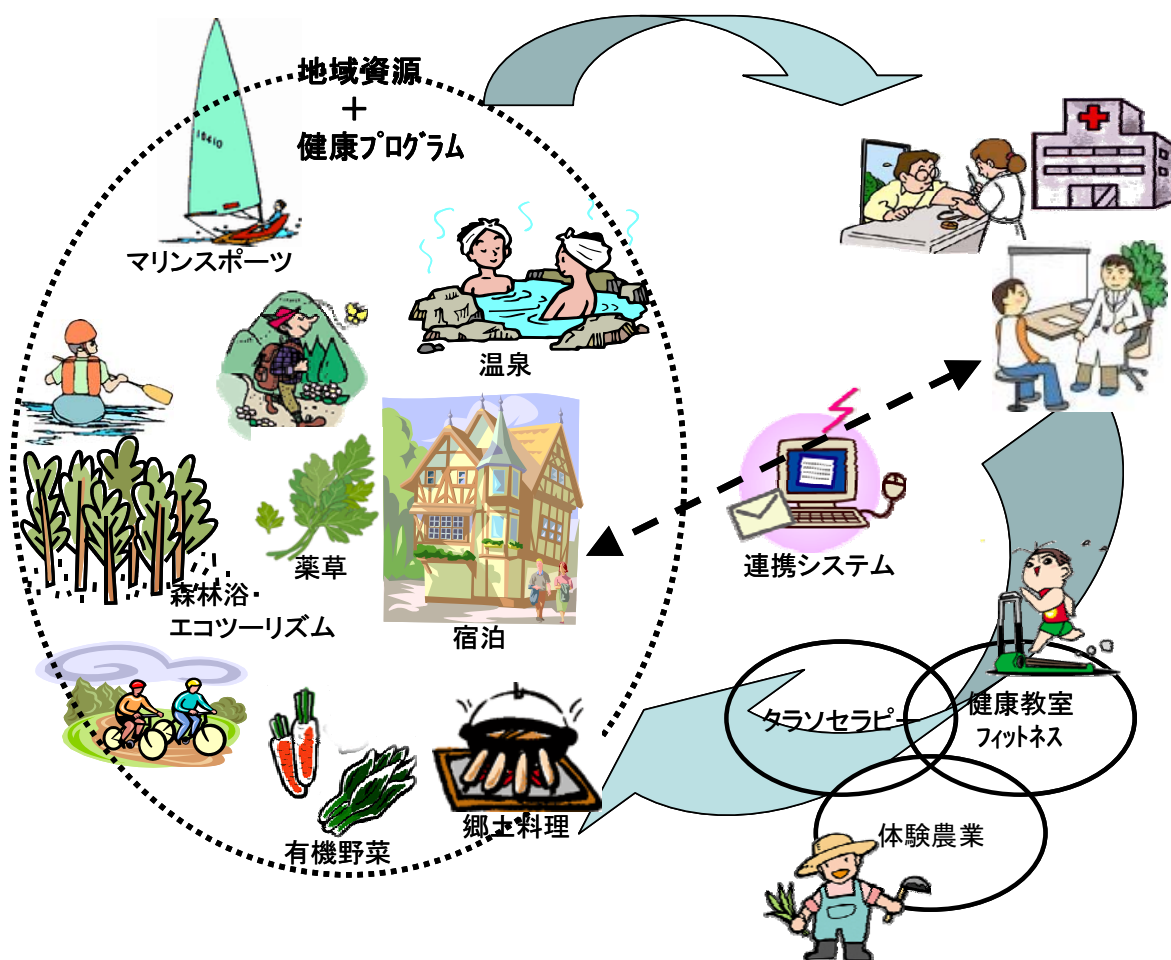 地域資源
＋
健康プログラム
18410
マリンスポーツ
温泉
薬草
森林浴・
エコツーリズム
宿泊
連携システム
タラソセラピー
健康教室
フィットネス
体験農業
有機野菜
郷土料理